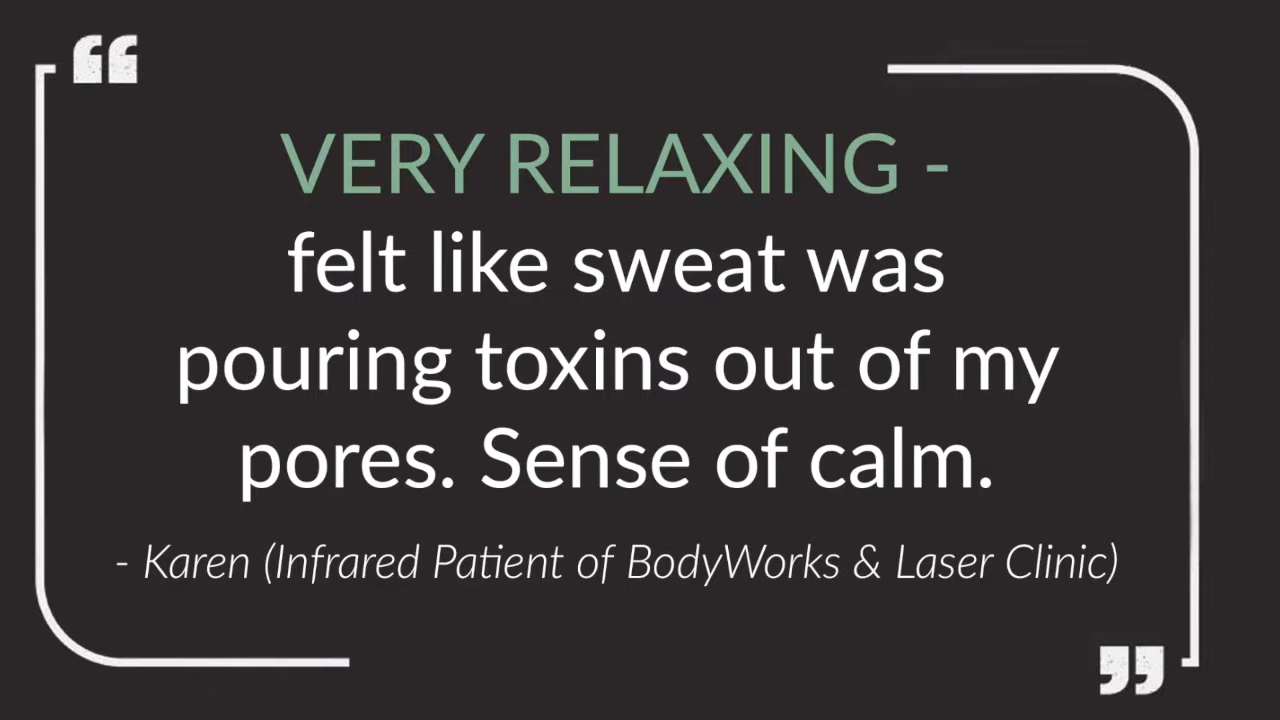 “
VERY RELAXING -
felt like sweat was
pouring toxins out of my
pores. Sense of calm.
- Karen (Infrared Patient of BodyWorks & Laser Clinic)
”